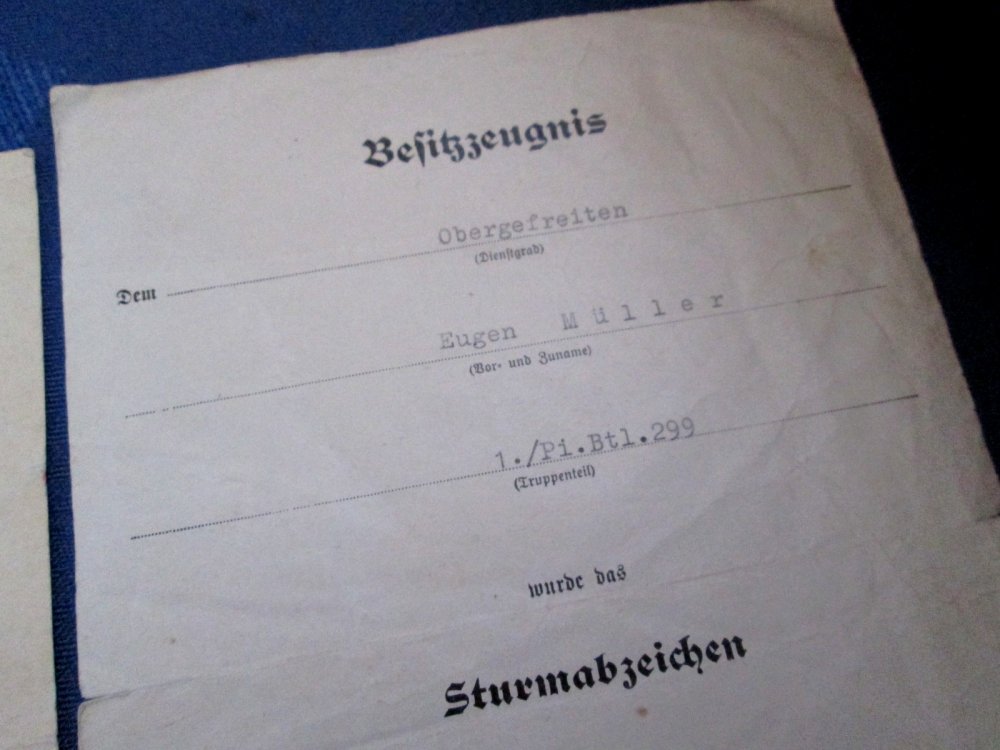 Besitzzeugnis
Dem Obergefreiten
(Dienstgrad)
Eugen Müller
(Vor- und Zuname)
1./Pi.Btl.299
(Truppenteil)
wurde das
Sturmabzeichen